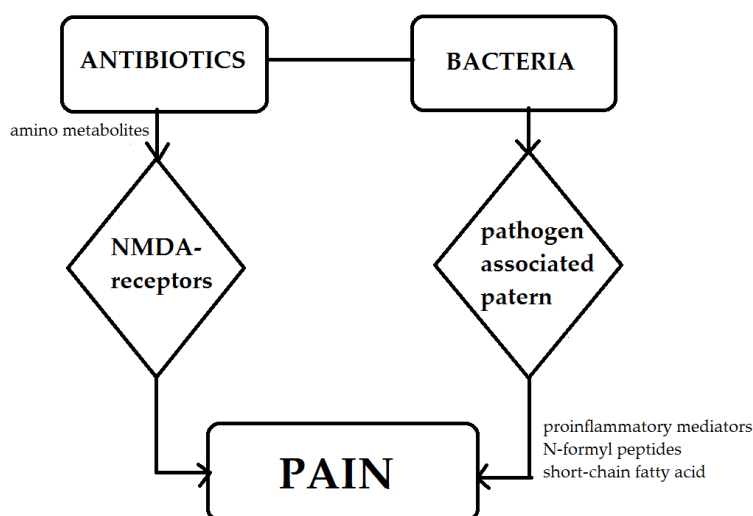 ANTIBIOTICS
BACTERIA
amino metabolites
NMDA-
receptors
pathogen
associated
patern
proinflammatory mediators
N-formyl peptides
short-chain fatty acid
PAIN